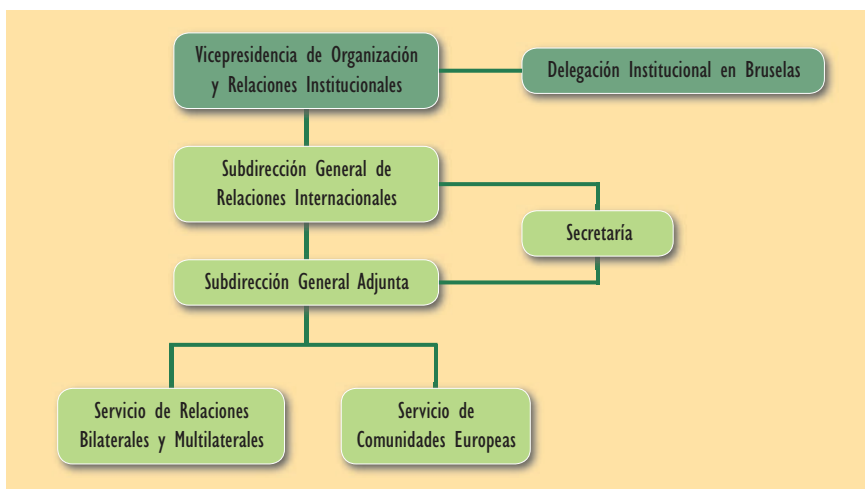 Vicepresidencia de Organización
y Relaciones Institucionales
Delegación Institucional en Bruselas
Subdirección General de
Relaciones Internacionales
Secretaría
Subdirección General Adjunta
Servicio de Relaciones
Bilaterales y Multilaterales
Servicio de
Comunidades Europeas